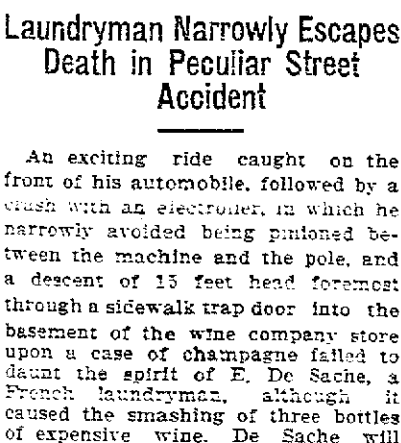 Laundryman Narrowly Escapes
Death in Peculiar Street
Accident
An exciting ride caught on the
front of his automobile, followed by a
crash with an electrolier, in which he
narrowly avoided being pinioned be-
tween the machine and the pole, and
a descent of 15 feet head foremost
through a sidewalk trap door into the
basement of the wine company store
upon a case of champagne failed to
daunt the spirit of E. De Sache, a
French laundryman, although it
caused the smashing of three bottles
of expensive wine. De Sache will